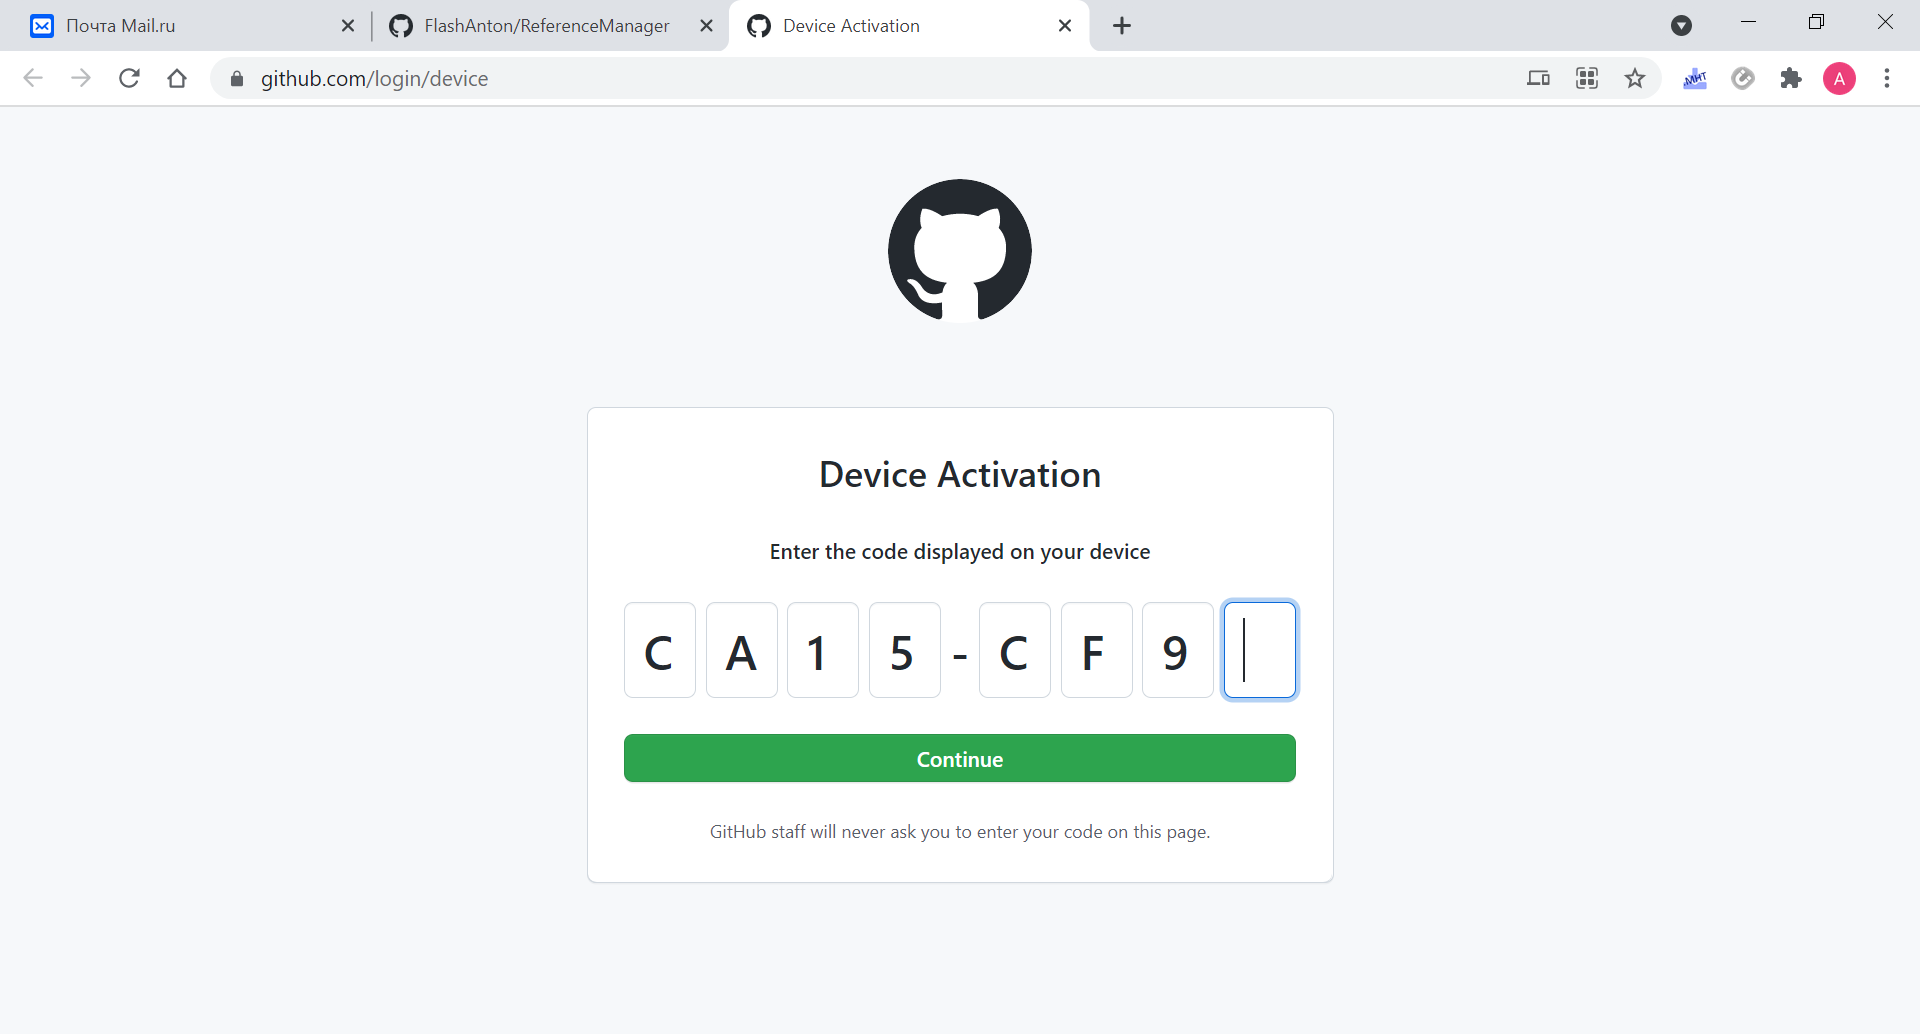 Почта Mail.ru
FlashAnton/ReferenceManager
Device Activation
github.com/login/device
.MHT
A
Device Activation
Enter the code displayed on your device
C A 1 5 - C F 9
Continue
GitHub staff will never ask you to enter your code on this page.